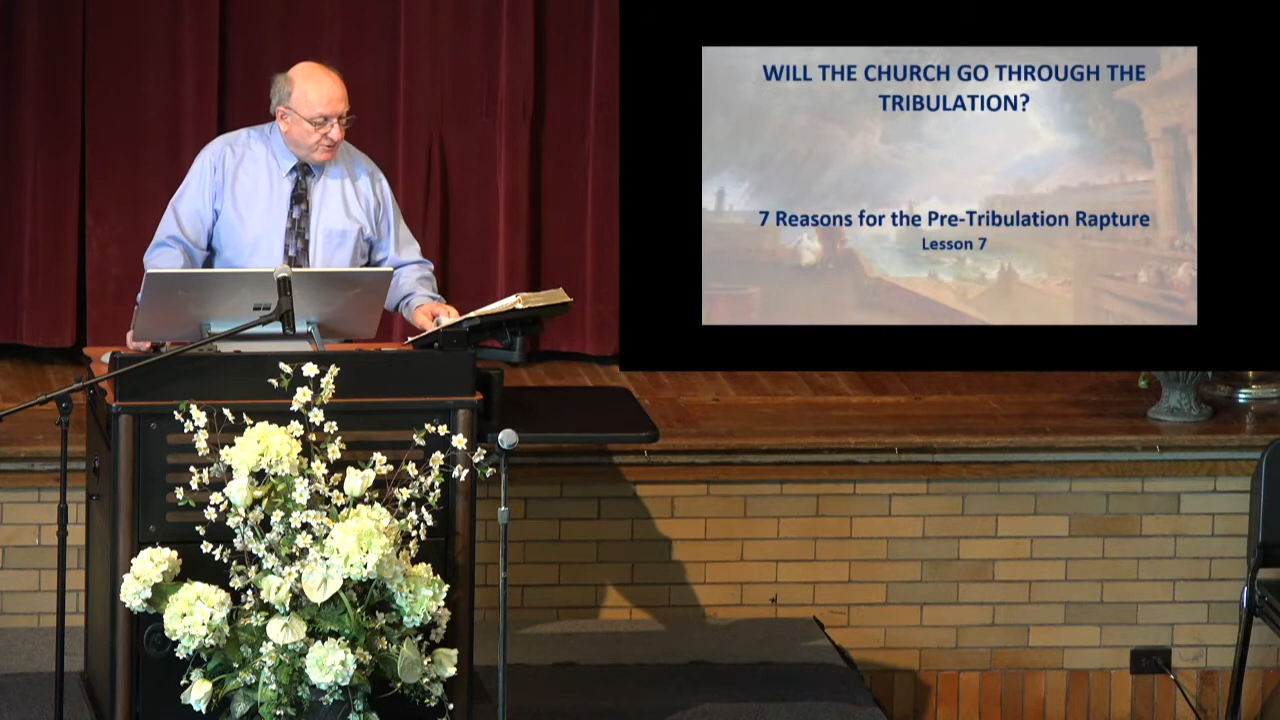 WILL THE CHURCH GO THROUGH THE
TRIBULATION?
7 Reasons for the Pre-Tribulation Rapture
Lesson 7